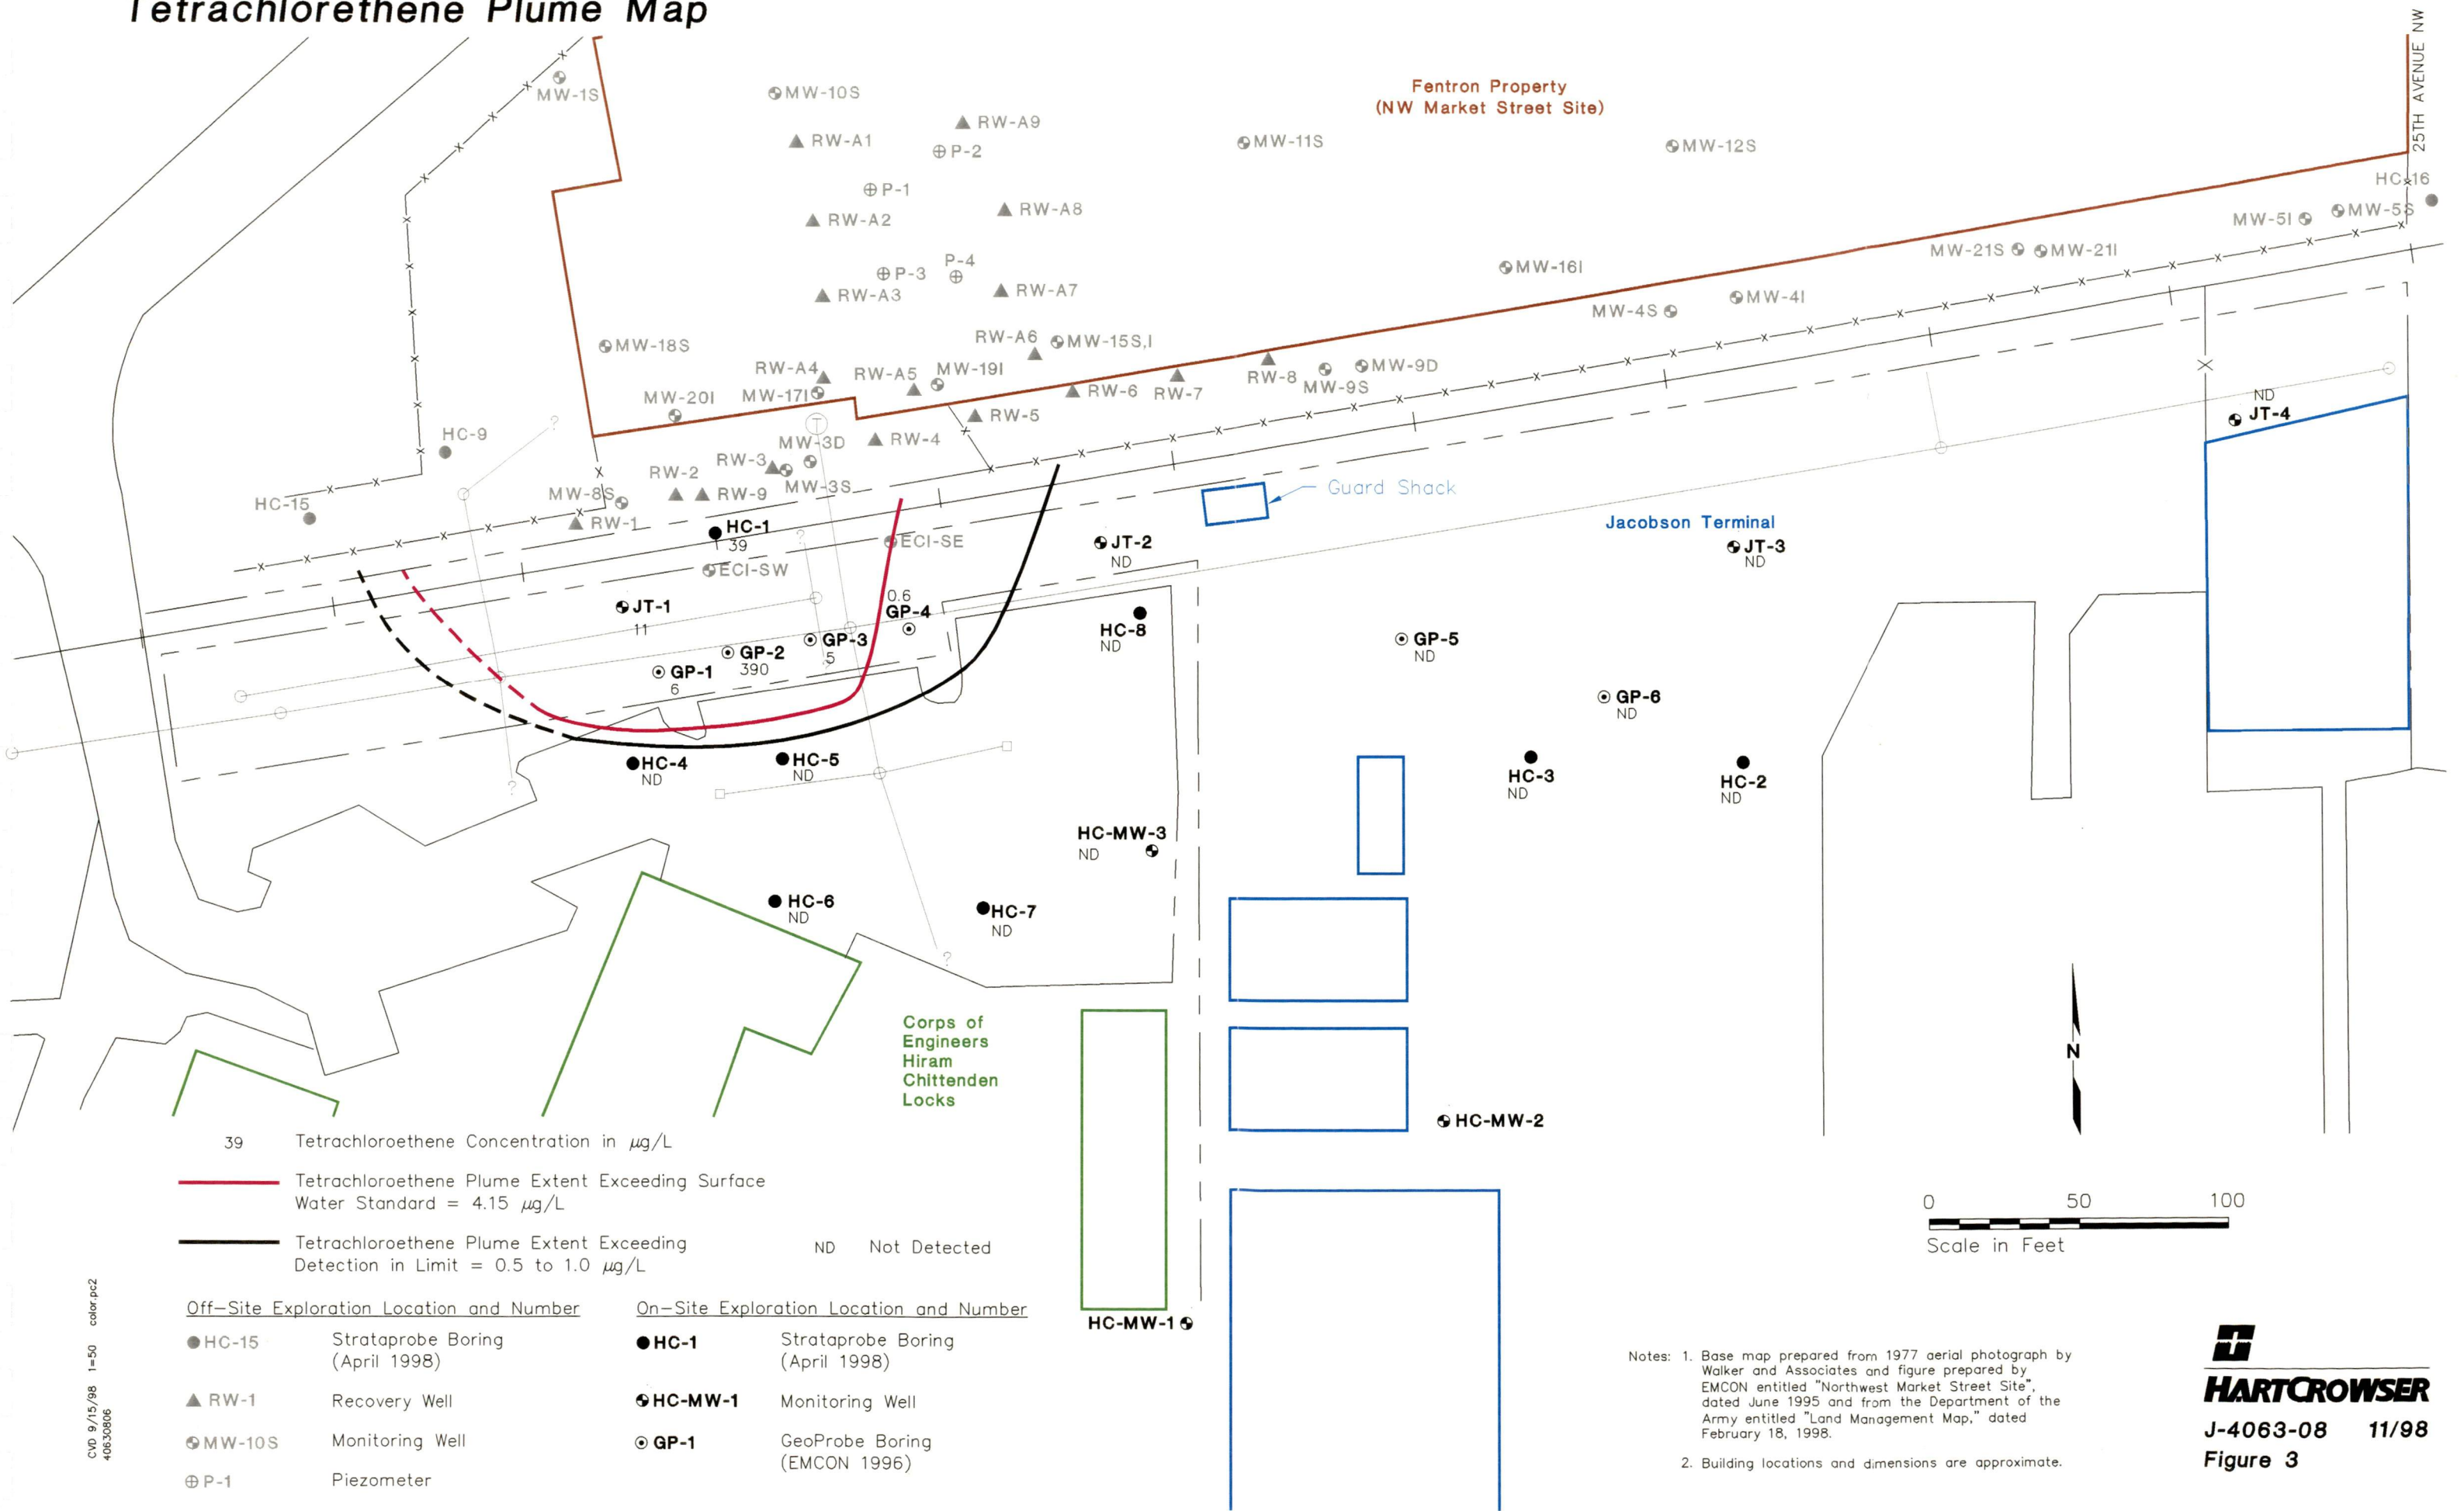 Tetrachlorethene Plume Map
25TH AVENUE NW
Fentron Property
(NW Market Street Site)
MW-1S
MW-10S
RW-A9
RW-A1
P-2
MW-11S
MW-12S
HC-16
P-1
RW-A2
RW-A8
MW-5I
MW-5S
MW-21S
MW-21I
P-4
P-3
RW-A3
RW-A7
MW-16I
MW-4I
MW-4S
MW-18S
RW-A6
MW-15S,I
RW-A4
RW-A5
MW-19I
RW-8
MW-9D
MW-9S
MW-20I
MW-17I
RW-6
RW-7
RW-5
ND
JT-4
HC-9
?
T
MW-3D
RW-4
RW-3
RW-2
MW-8S
RW-9
MW-3S
Guard Shack
HC-15
RW-1
HC-1
39
?
ECI-SE
JT-2
ND
Jacobson Terminal
JT-3
ND
ECI-SW
JT-1
11
0.6
GP-4
HC-8
ND
GP-3
5
?
GP-2
390
GP-1
6
GP-5
ND
GP-6
ND
HC-4
ND
HC-5
ND
?
HC-3
ND
HC-2
ND
HC-MW-3
ND
HC-6
ND
HC-7
ND
?
Corps of
Engineers
Hiram
Chittenden
Locks
N
HC-MW-2
39 Tetrachloroethene Concentration in µg/L
Tetrachloroethene Plume Extent Exceeding Surface
Water Standard = 4.15 µg/L
Tetrachloroethene Plume Extent Exceeding
Detection in Limit = 0.5 to 1.0 µg/L
ND Not Detected
0 50 100
Scale in Feet
HC-MW-1
Off-Site Exploration Location and Number
HC-15 Strataprobe Boring
(April 1998)
RW-1 Recovery Well
MW-10S Monitoring Well
P-1 Piezometer
On-Site Exploration Location and Number
HC-1 Strataprobe Boring
(April 1998)
HC-MW-1 Monitoring Well
GP-1 GeoProbe Boring
(EMCON 1996)
CVD 9/15/98 1=50 color.pc2
40630806
Notes: 1. Base map prepared from 1977 aerial photograph by
Walker and Associates and figure prepared by
EMCON entitled "Northwest Market Street Site",
dated June 1995 and from the Department of the
Army entitled "Land Management Map," dated
February 18, 1998.
2. Building locations and dimensions are approximate.
HARTCROWSER
J-4063-08 11/98
Figure 3